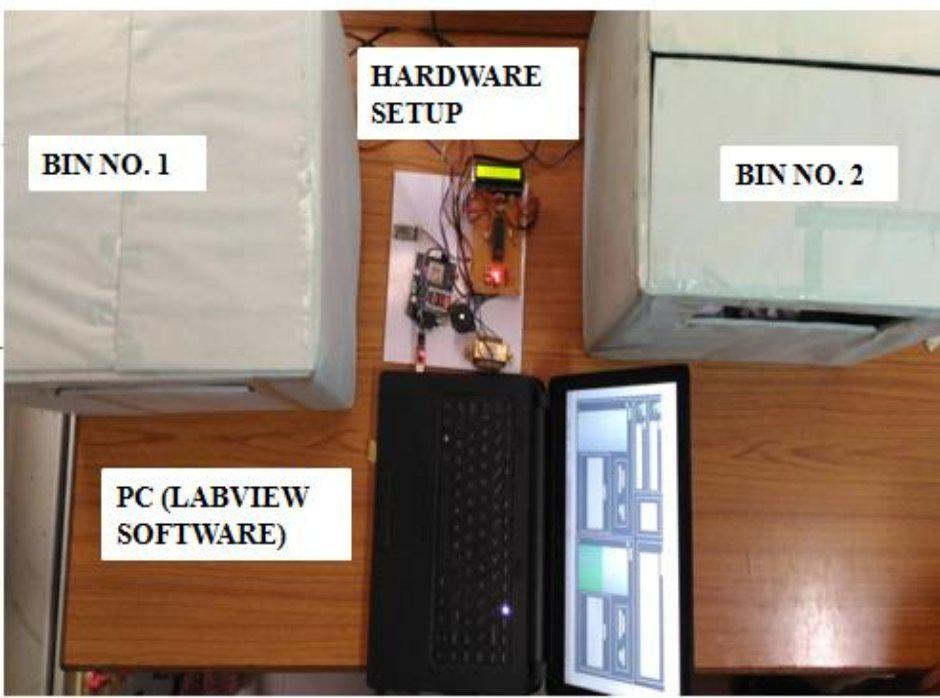 HARDWARE
SETUP
BIN NO. 1
BIN NO. 2
PC (LABVIEW
SOFTWARE)